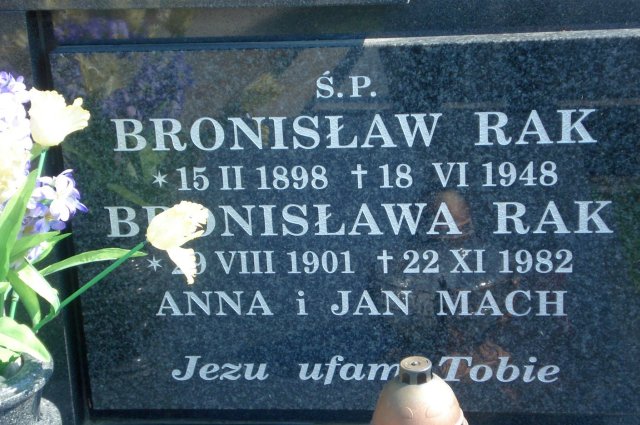 Ś.P.
BRONISŁAW RAK
* 15 II 1898 † 18 VI 1948
BRONISŁAWA RAK
* 29 VIII 1901 † 22 XI 1982
ANNA i JAN MACH
Jezu ufam Tobie